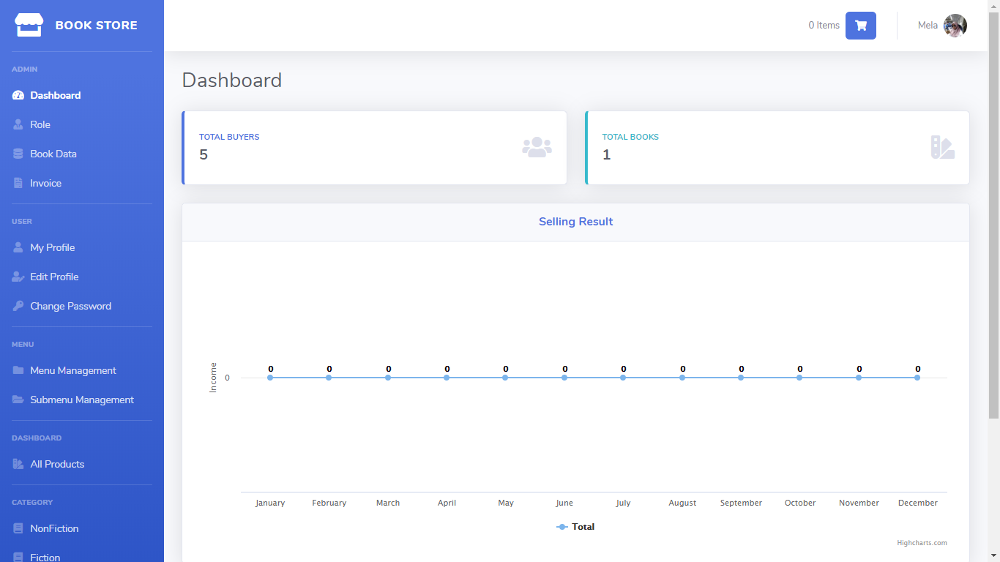 BOOK STORE
0 Items
Mela
ADMIN
Dashboard
Role
Book Data
Invoice
USER
My Profile
Edit Profile
Change Password
MENU
Menu Management
Submenu Management
DASHBOARD
All Products
CATEGORY
NonFiction
Fiction
Dashboard
TOTAL BUYERS
5
TOTAL BOOKS
1
Selling Result
Income
0
0 0 0 0 0 0 0 0 0 0 0 0
January February March April May June July August September October November December
Total
Highcharts.com